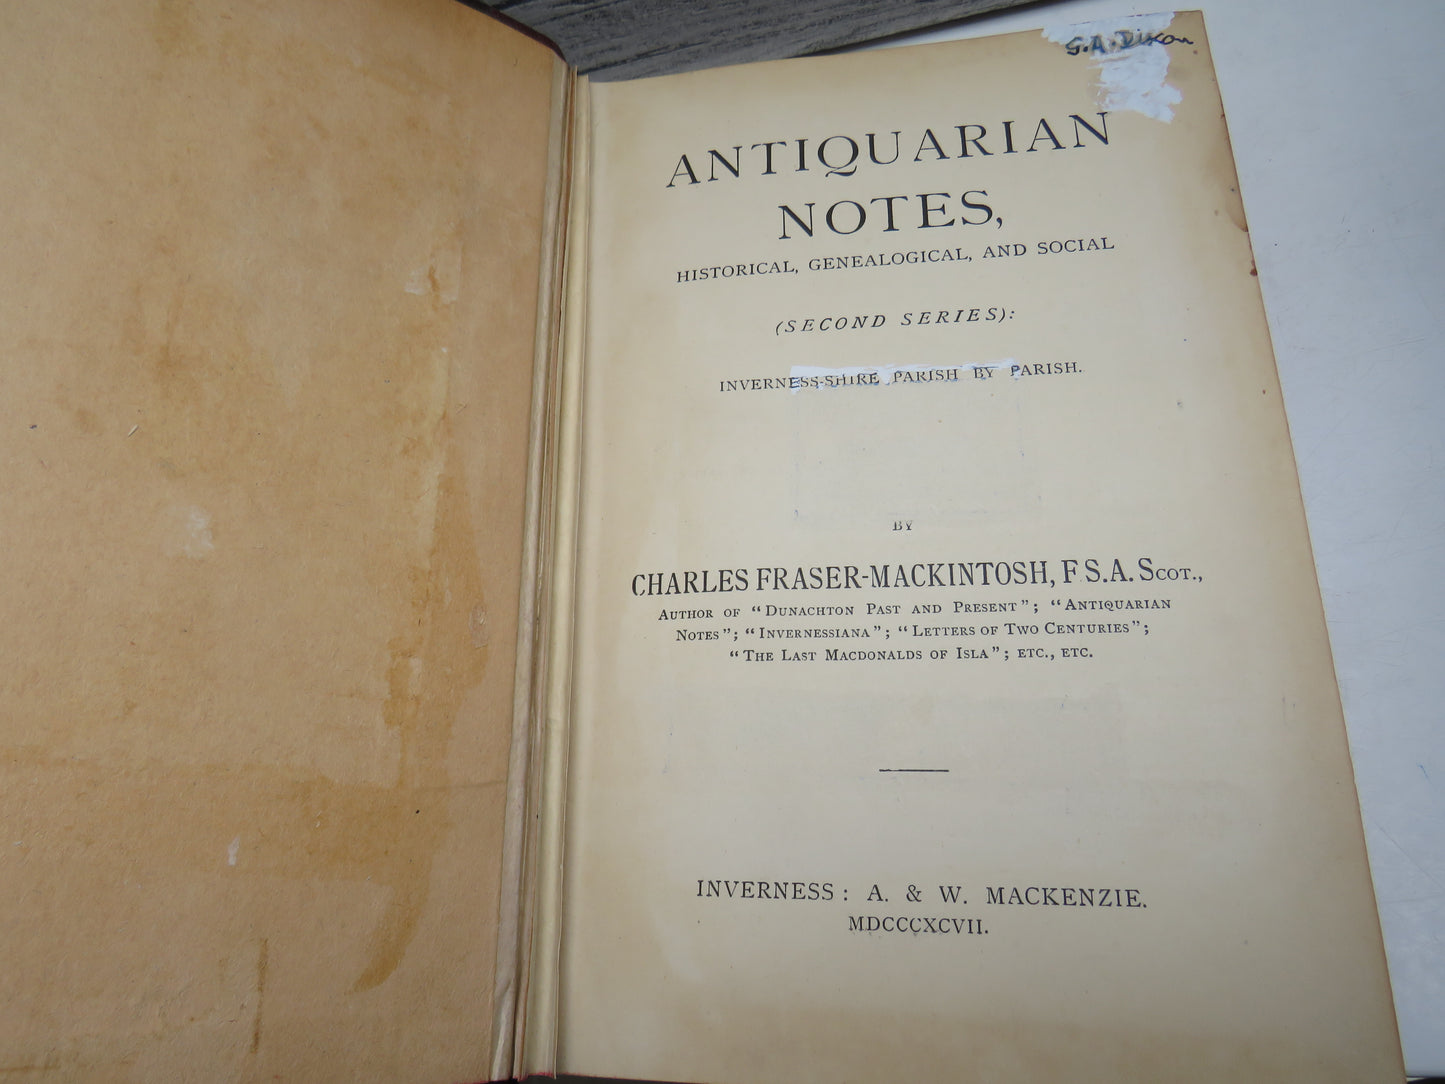 G.A. Dixon
ANTIQUARIAN
NOTES,
HISTORICAL, GENEALOGICAL, AND SOCIAL
(SECOND SERIES):
INVERNESS-SHIRE PARISH BY PARISH.
BY
CHARLES FRASER-MACKINTOSH, F.S.A. SCOT.,
AUTHOR OF "DUNACHTON PAST AND PRESENT"; "ANTIQUARIAN
NOTES"; "INVERNESSIANA"; "LETTERS OF TWO CENTURIES";
"THE LAST MACDONALDS OF ISLA"; ETC., ETC.
INVERNESS: A. & W. MACKENZIE.
MDCCCXCVII.